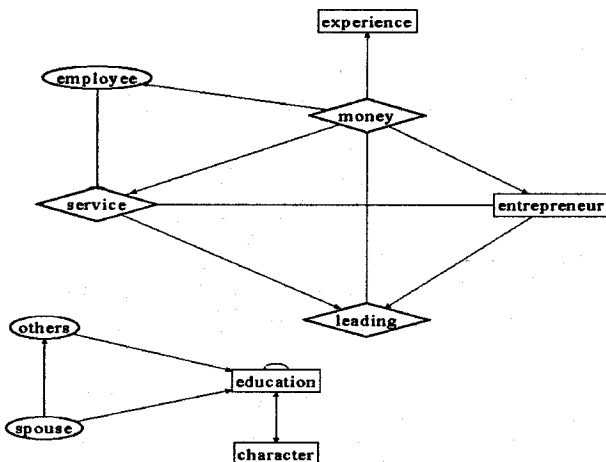 experience
employee
money
service
entrepreneur
leading
others
education
spouse
character